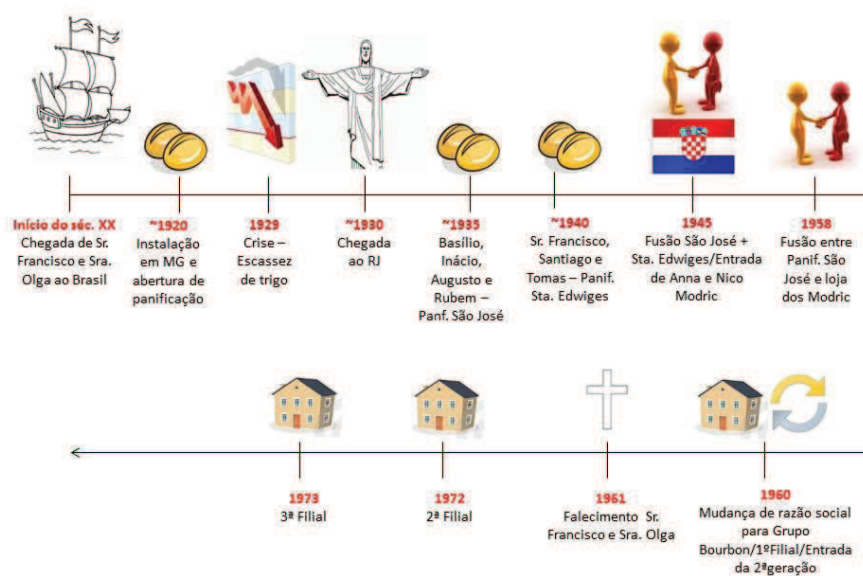 Início do séc. XX
Chegada de Sr.
Francisco e Sra.
Olga ao Brasil
~1920
Instalação
em MG e
abertura de
panificação
1929
Crise –
Escassez
de trigo
~1930
Chegada
ao RJ
~1935
Basílio,
Inácio,
Augusto e
Rubem –
Panf. São José
~1940
Sr. Francisco,
Santiago e
Tomas – Panif.
Sta. Edwiges
1945
Fusão São José +
Sta. Edwiges/Entrada
de Anna e Nico
Modric
1958
Fusão entre
Panif. São
José e loja
dos Modric
1973
3ª Filial
1972
2ª Filial
1961
Falecimento Sr.
Francisco e Sra. Olga
1960
Mudança de razão social
para Grupo
Bourbon/1ºFilial/Entrada
da 2ªgeração